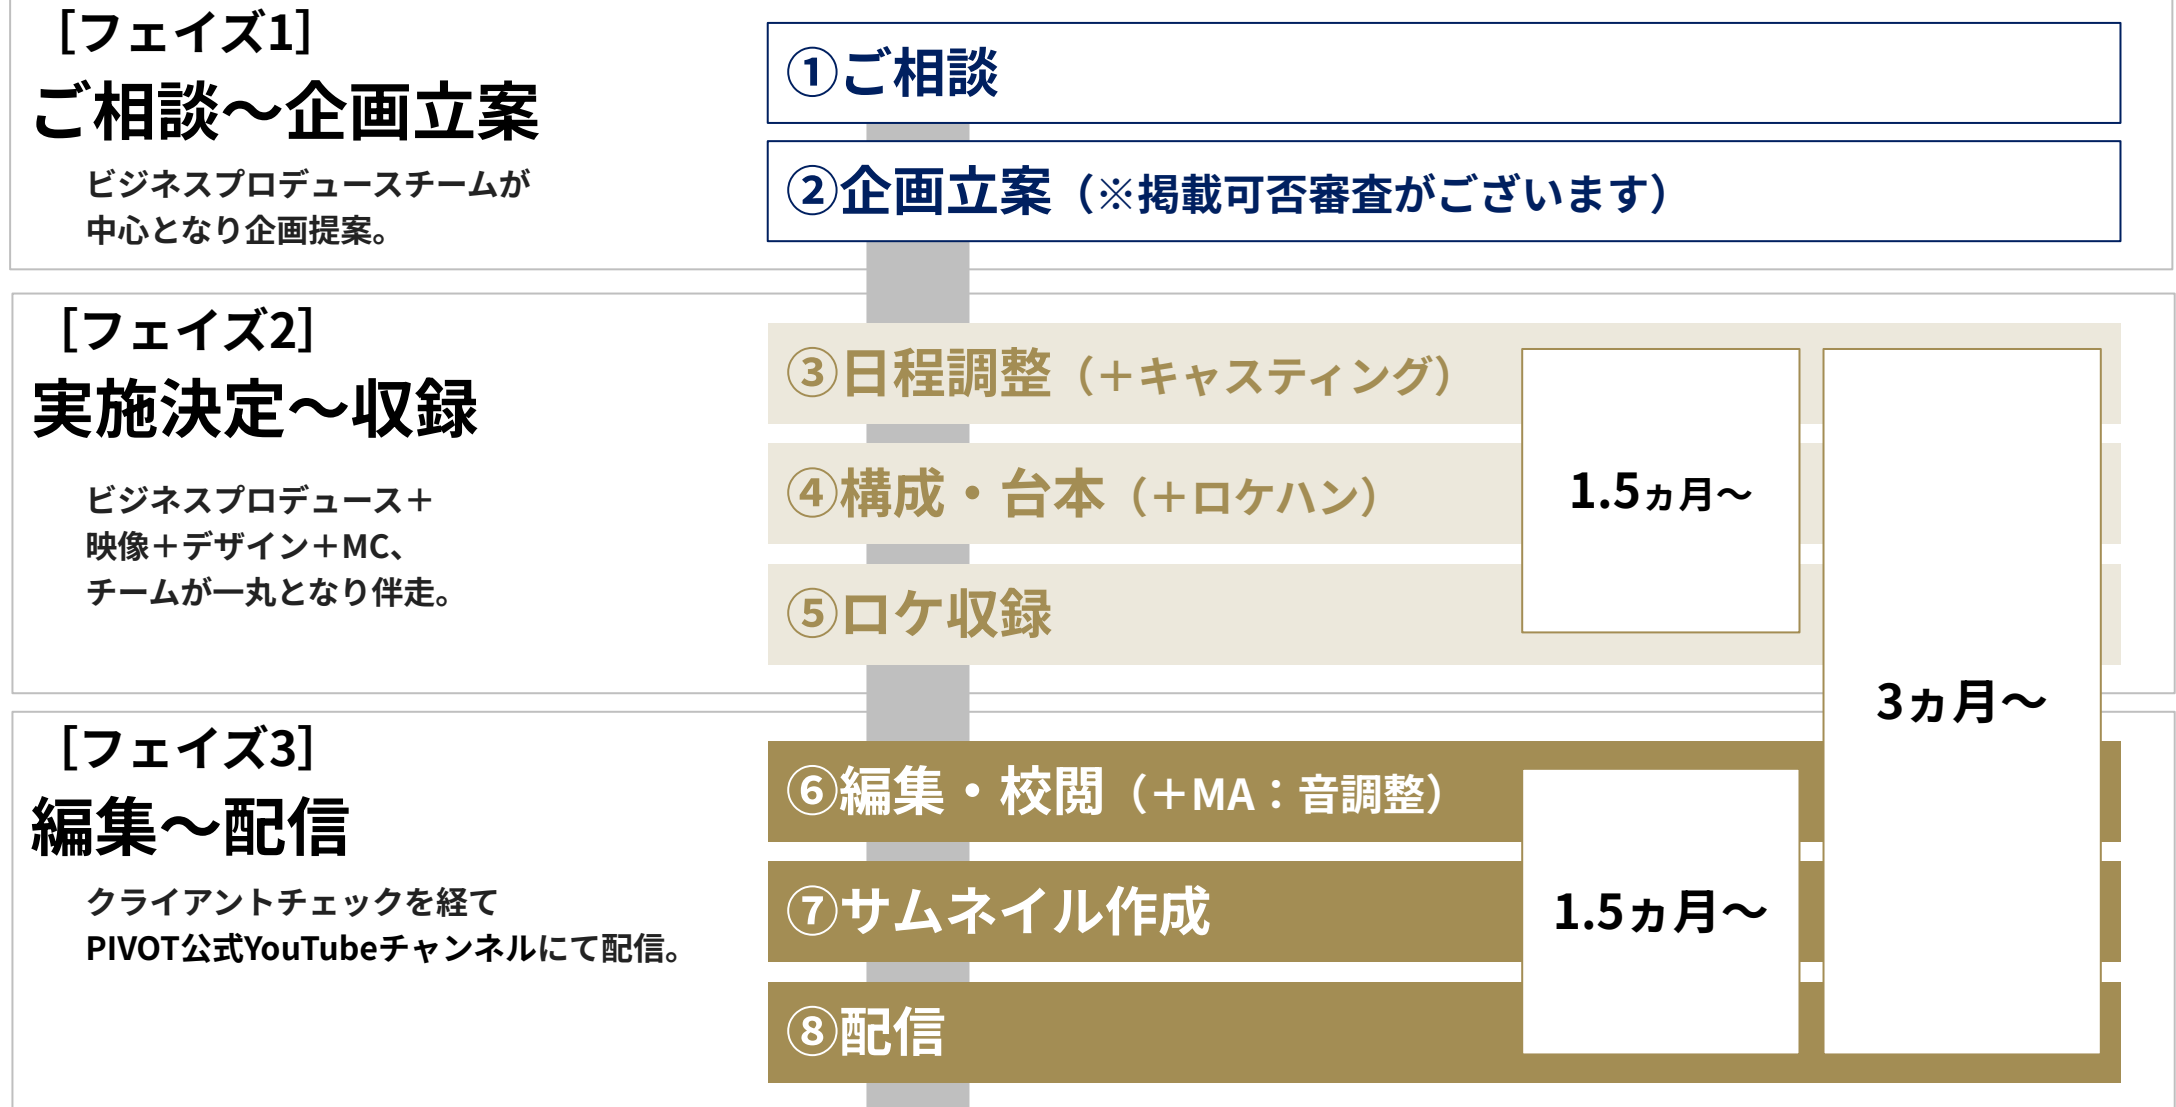 ［フェイズ1］
ご相談〜企画立案
ビジネスプロデュースチームが
中心となり企画提案。
①ご相談
②企画立案（※掲載可否審査がございます）
［フェイズ2］
実施決定〜収録
ビジネスプロデュース＋
映像＋デザイン＋MC、
チームが一丸となり伴走。
③日程調整（＋キャスティング）
④構成・台本（＋ロケハン）
⑤ロケ収録
1.5ヵ月〜
3ヵ月〜
［フェイズ3］
編集〜配信
クライアントチェックを経て
PIVOT公式YouTubeチャンネルにて配信。
⑥編集・校閲（＋MA：音調整）
⑦サムネイル作成
⑧配信
1.5ヵ月〜